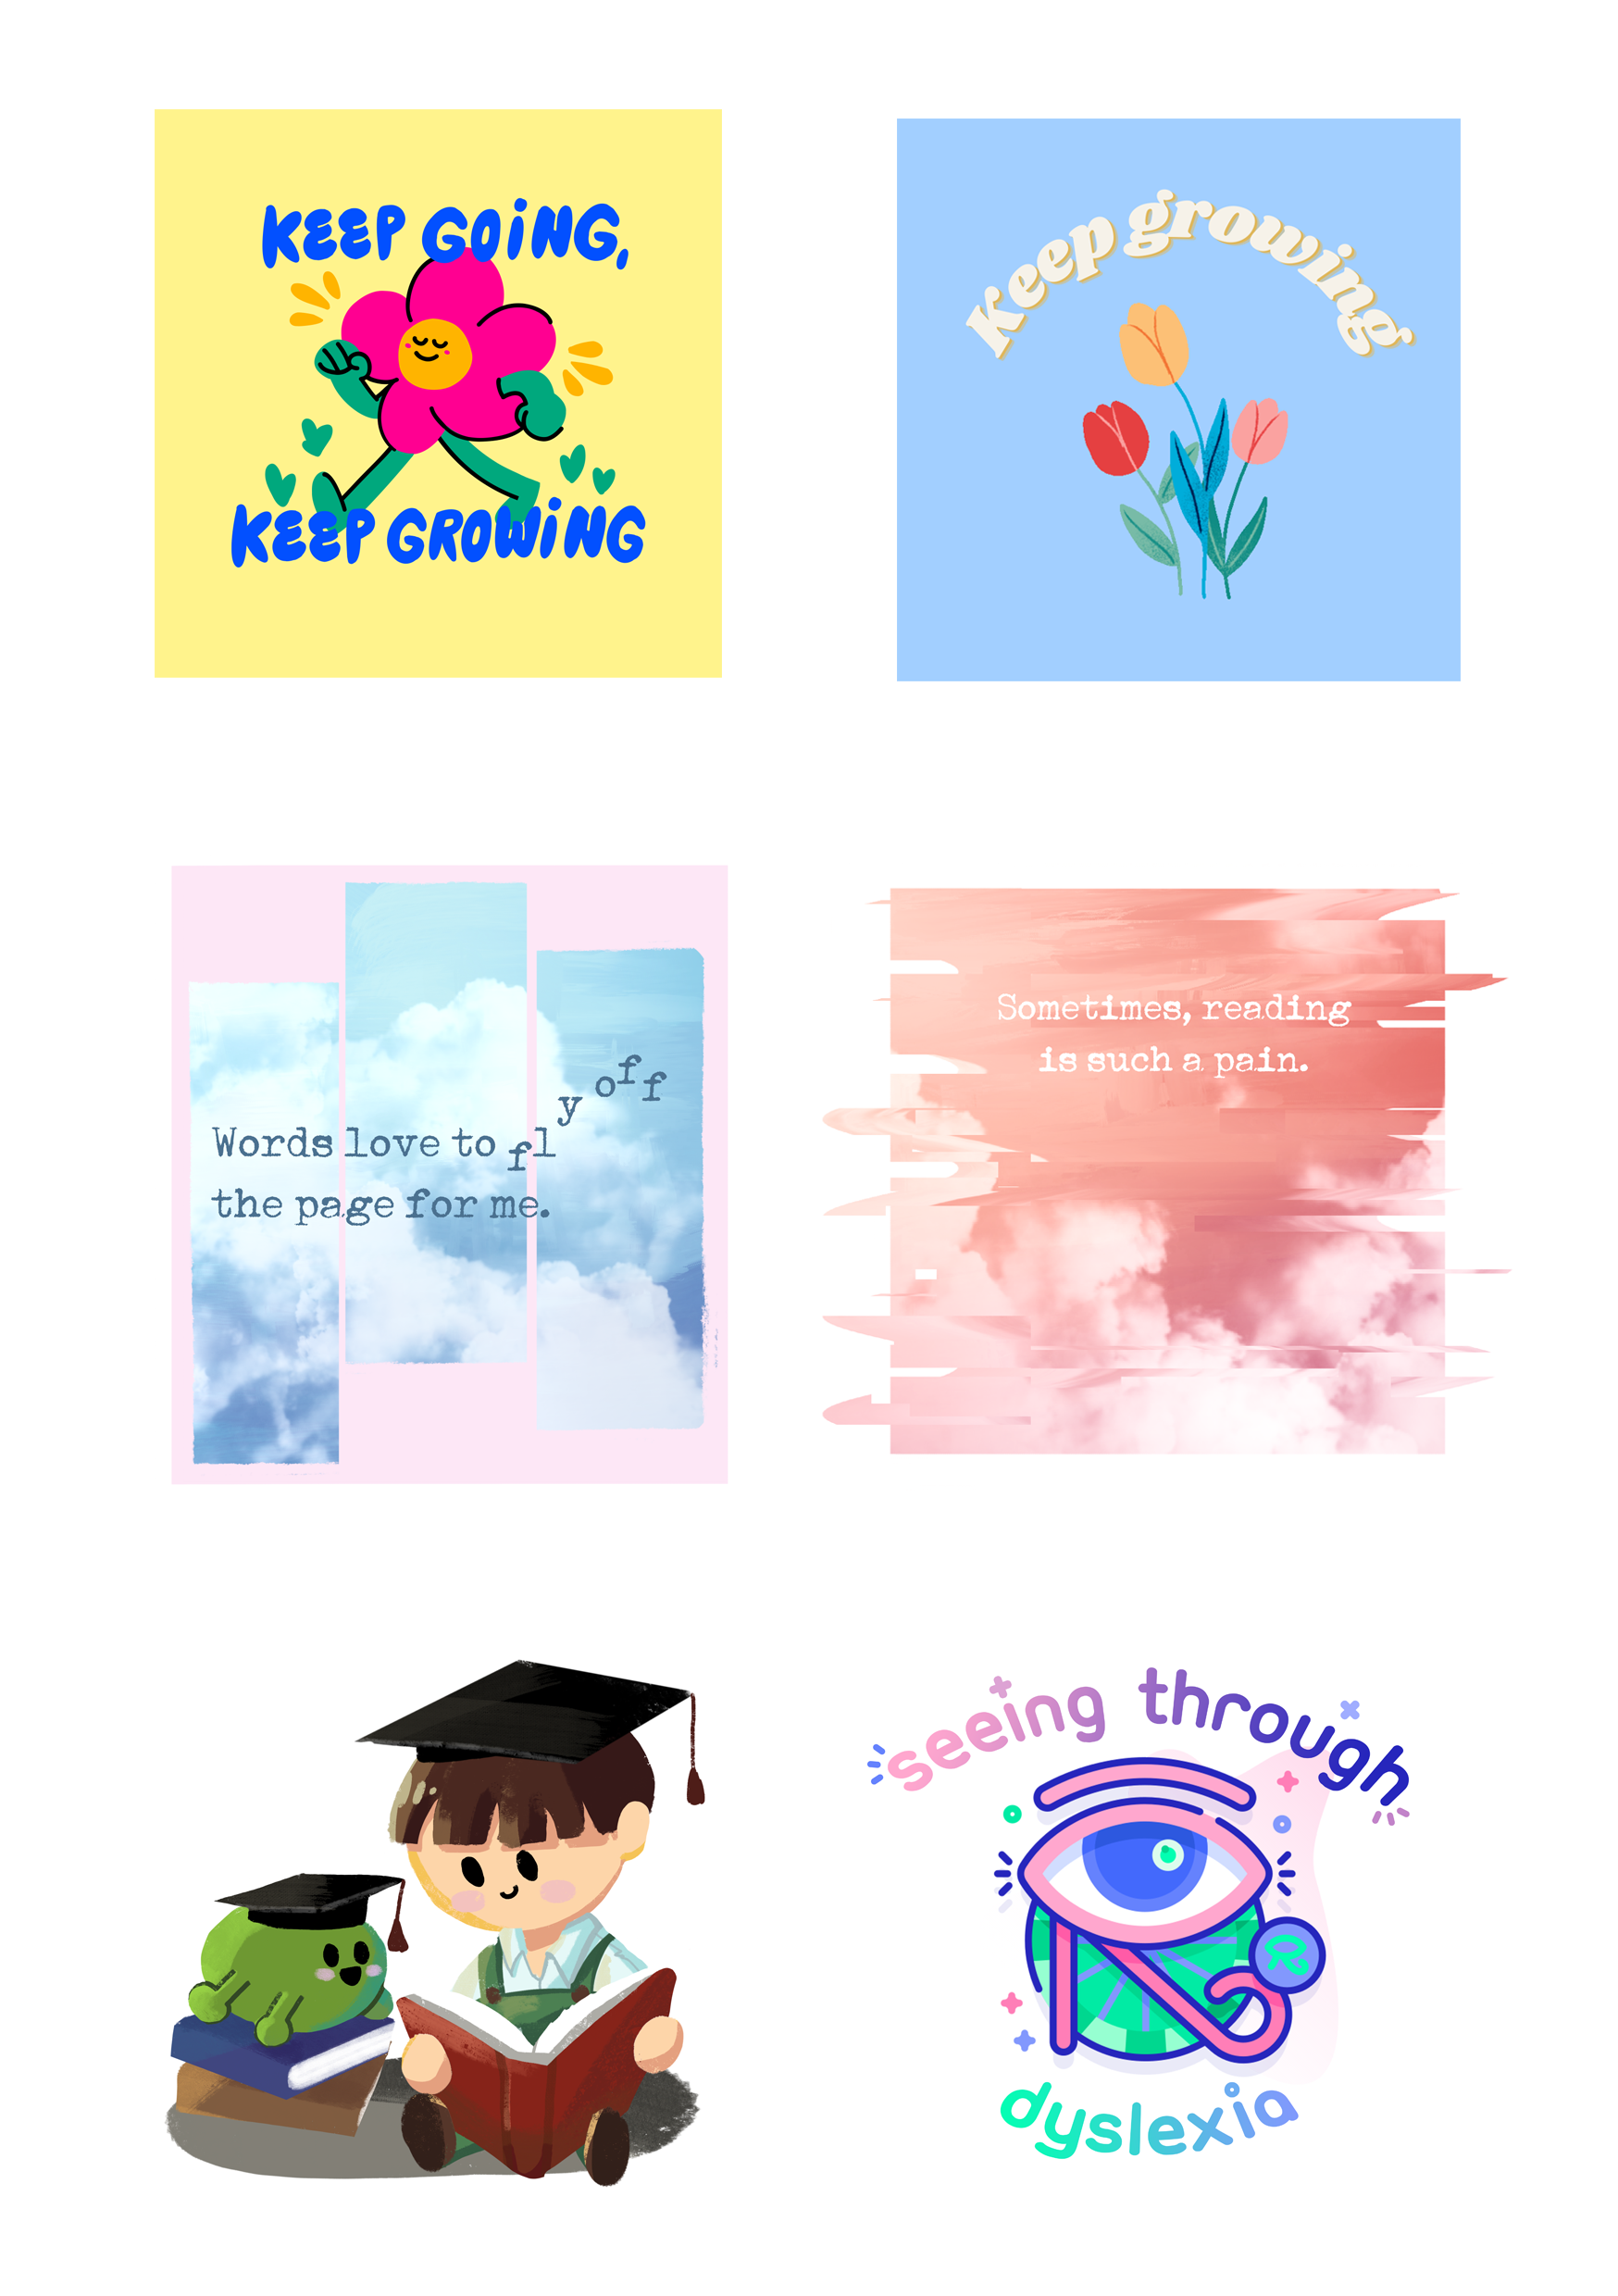 KEEP GOING,
KEEP GROWING
Keep growing
Words love to fly off
the page for me.
Sometimes, reading
is such a pain.
seeing through
R
dyslexia